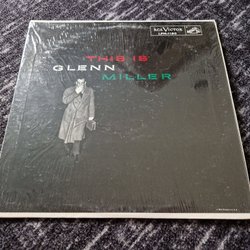 RCA VICTOR
THIS IS
GLENN
MILLER